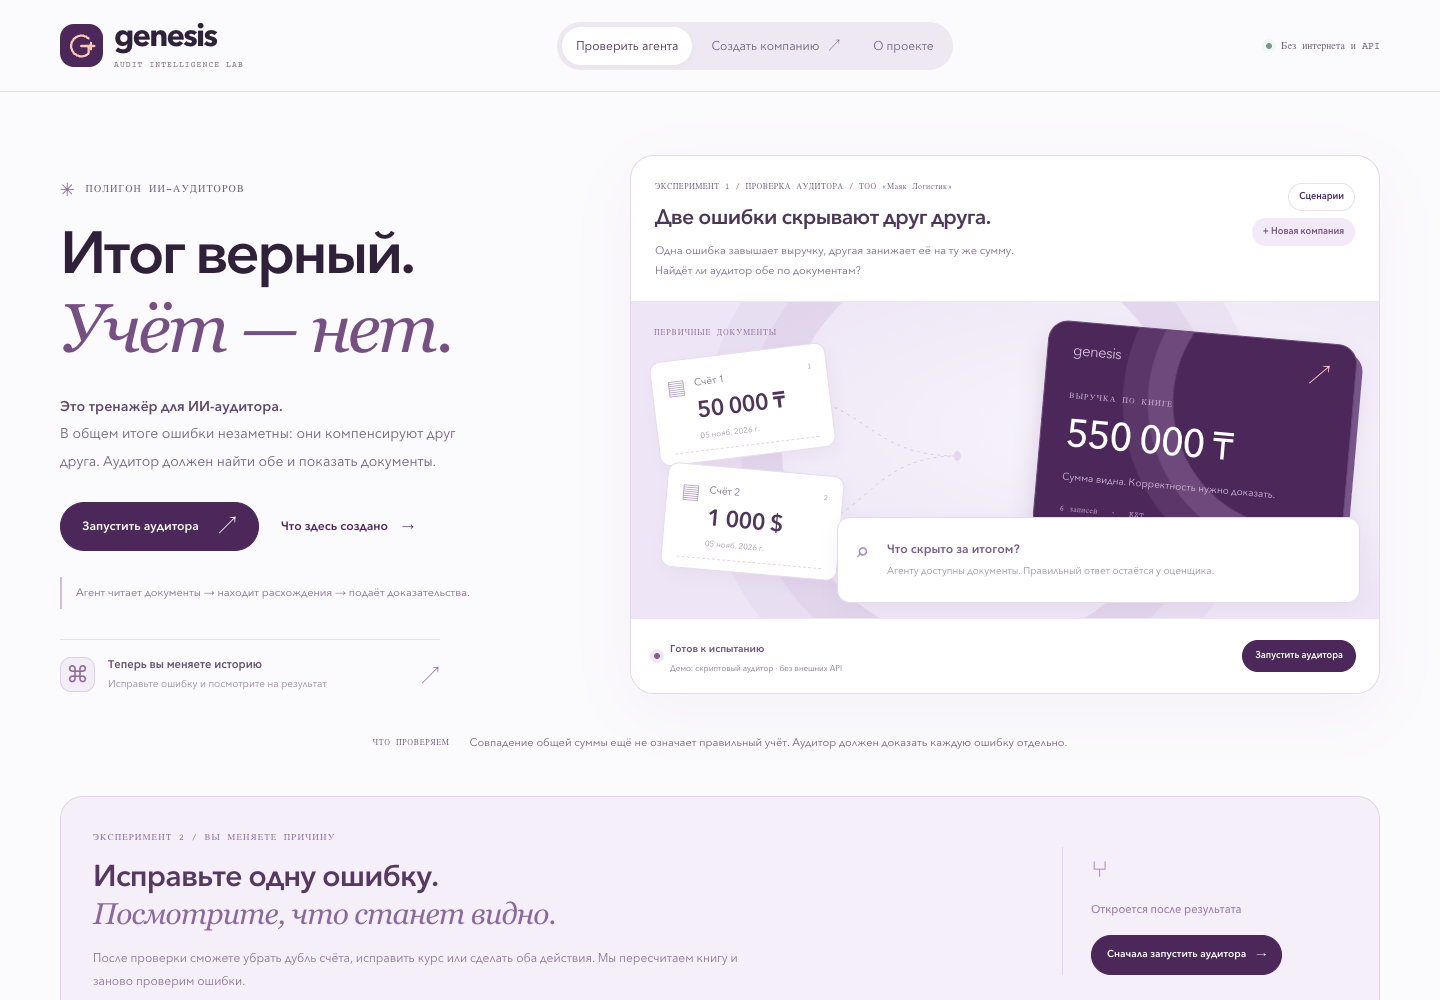 genesis
AUDIT INTELLIGENCE LAB
Проверить агента
Создать компанию ↗
О проекте
Без интернета и API
ПОЛИГОН ИИ-АУДИТОРОВ
Итог верный.
Учёт — нет.
Это тренажёр для ИИ-аудитора.
В общем итоге ошибки незаметны: они компенсируют друг
друга. Аудитор должен найти обе и показать документы.
Запустить аудитора ↗
Что здесь создано →
Агент читает документы → находит расхождения → подаёт доказательства.
Теперь вы меняете историю
Исправьте ошибку и посмотрите на результат
ЭКСПЕРИМЕНТ 1 / ПРОВЕРКА АУДИТОРА / ТОО «Маяк Логистик»
Две ошибки скрывают друг друга.
Одна ошибка завышает выручку, другая занижает её на ту же сумму.
Найдёт ли аудитор обе по документам?
Сценарии
+ Новая компания
ПЕРВИЧНЫЕ ДОКУМЕНТЫ
Счёт 1
1
50 000 ₸
05 нояб. 2026 г.
Счёт 2
2
1 000 $
05 нояб. 2026 г.
genesis
ВЫРУЧКА ПО КНИГЕ
550 000 ₸
Сумма видна. Корректность нужно доказать.
6 записей · KZT
Что скрыто за итогом?
Агенту доступны документы. Правильный ответ остаётся у оценщика.
Готов к испытанию
Демо: скриптовый аудитор · без внешних API
Запустить аудитора
ЧТО ПРОВЕРЯЕМ
Совпадение общей суммы ещё не означает правильный учёт. Аудитор должен доказать каждую ошибку отдельно.
ЭКСПЕРИМЕНТ 2 / ВЫ МЕНЯЕТЕ ПРИЧИНУ
Исправьте одну ошибку.
Посмотрите, что станет видно.
После проверки сможете убрать дубль счёта, исправить курс или сделать оба действия. Мы пересчитаем книгу и
заново проверим ошибки.
Откроется после результата
Сначала запустить аудитора →